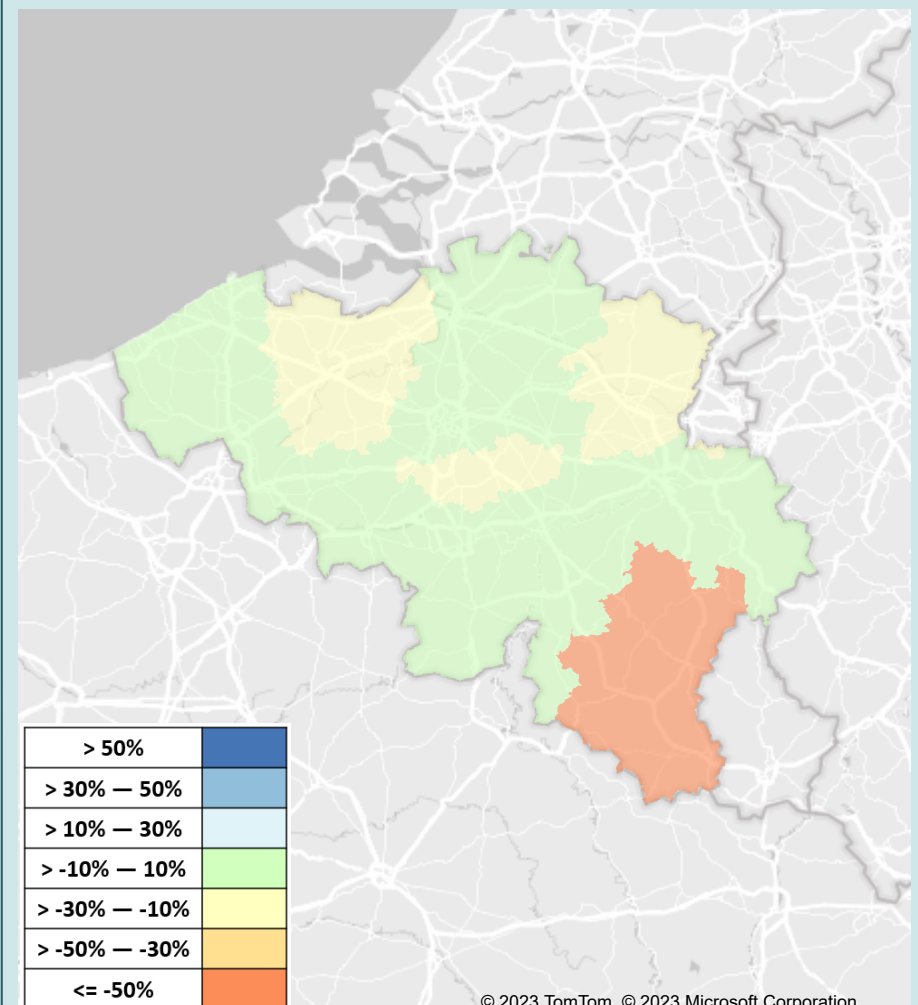 > 50%
> 30% — 50%
> 10% — 30%
> -10% — 10%
> -30% — -10%
> -50% — -30%
<= -50%
© 2023 TomTom, © 2023 Microsoft Corporation